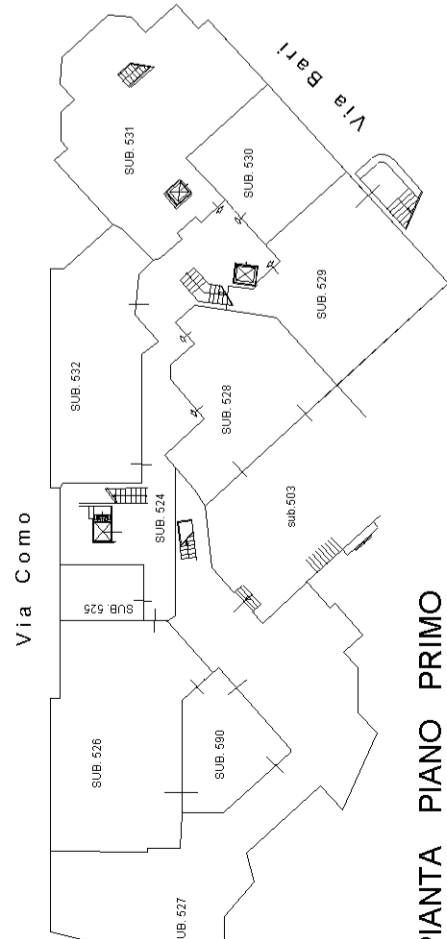 Via Bari
SUB. 531
SUB. 530
SUB. 529
SUB. 532
SUB. 528
sub.503
SUB. 524
Via Como
SUB. 525
SUB. 526
SUB. 590
SUB. 527
PIANTA PIANO PRIMO